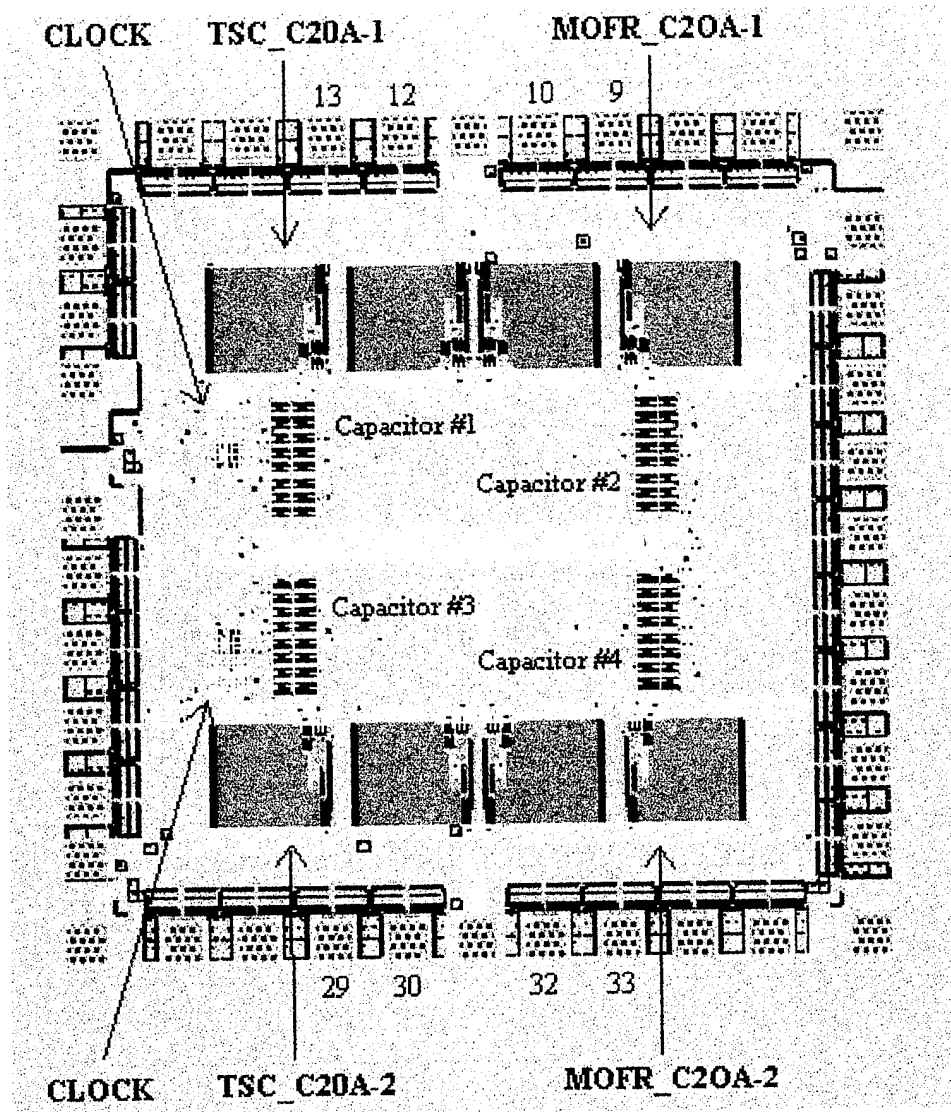 CLOCK TSC_C20A-1 MOFR_C2OA-1
13 12 10 9
Capacitor #1
Capacitor #2
Capacitor #3
Capacitor #4
29 30 32 33
CLOCK TSC_C20A-2 MOFR_C2OA-2